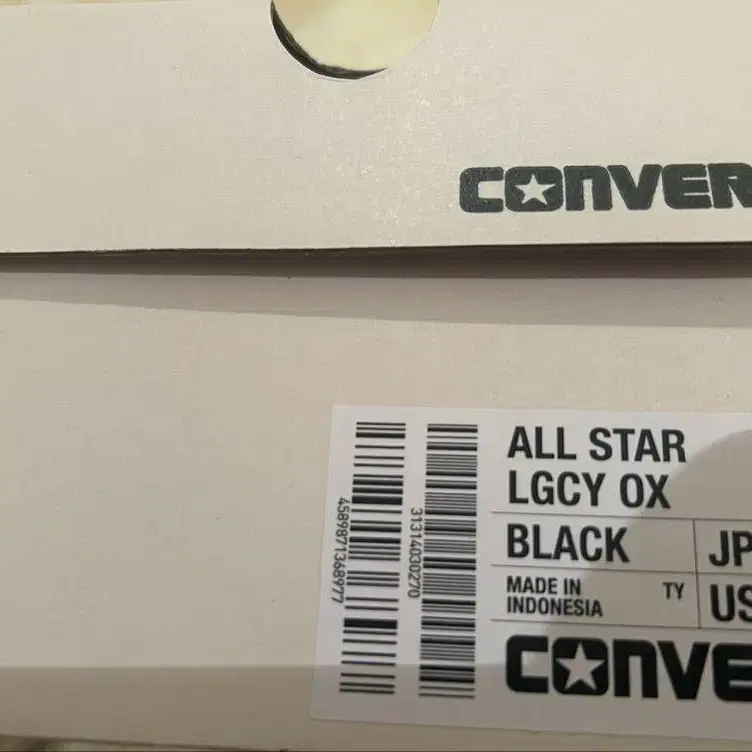 CONVER
4589871368977
31314030270
ALL STAR
LGCY OX
BLACK
JP
MADE IN
INDONESIA
TY
US
CONVE